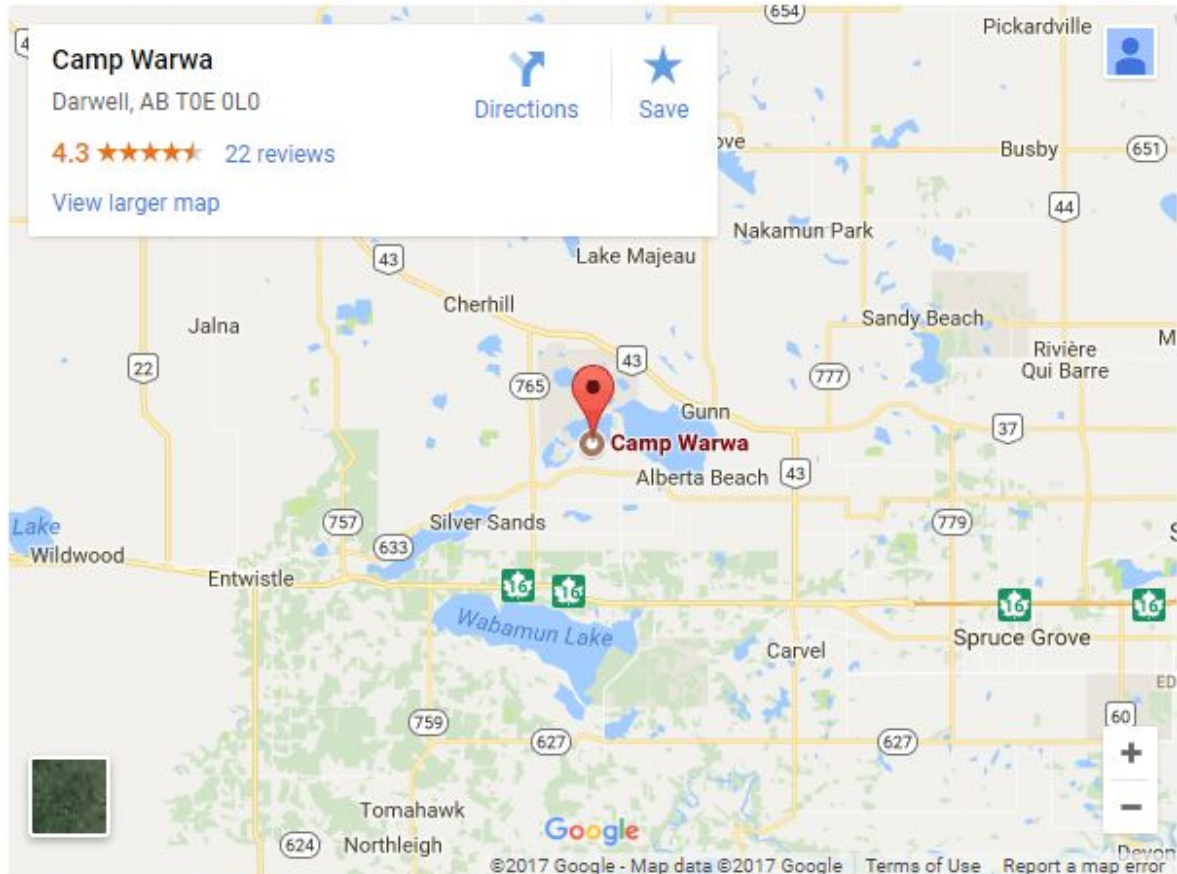 654
Pickardville
Camp Warwa
Darwell, AB T0E 0L0
Directions
Save
4.3
22 reviews
View larger map
Busby
651
44
Nakamun Park
Lake Majeau
43
Cherhill
Jalna
Sandy Beach
Rivière
Qui Barre
22
43
765
777
Gunn
37
Camp Warwa
Alberta Beach
43
757
Silver Sands
779
Lake
Wildwood
633
Entwistle
16
16
16
16
Wabamun Lake
Spruce Grove
Carvel
759
627
627
60
+
−
Tomahawk
Google
624
Northleigh
Devon
©2017 Google - Map data ©2017 Google
Terms of Use
Report a map error